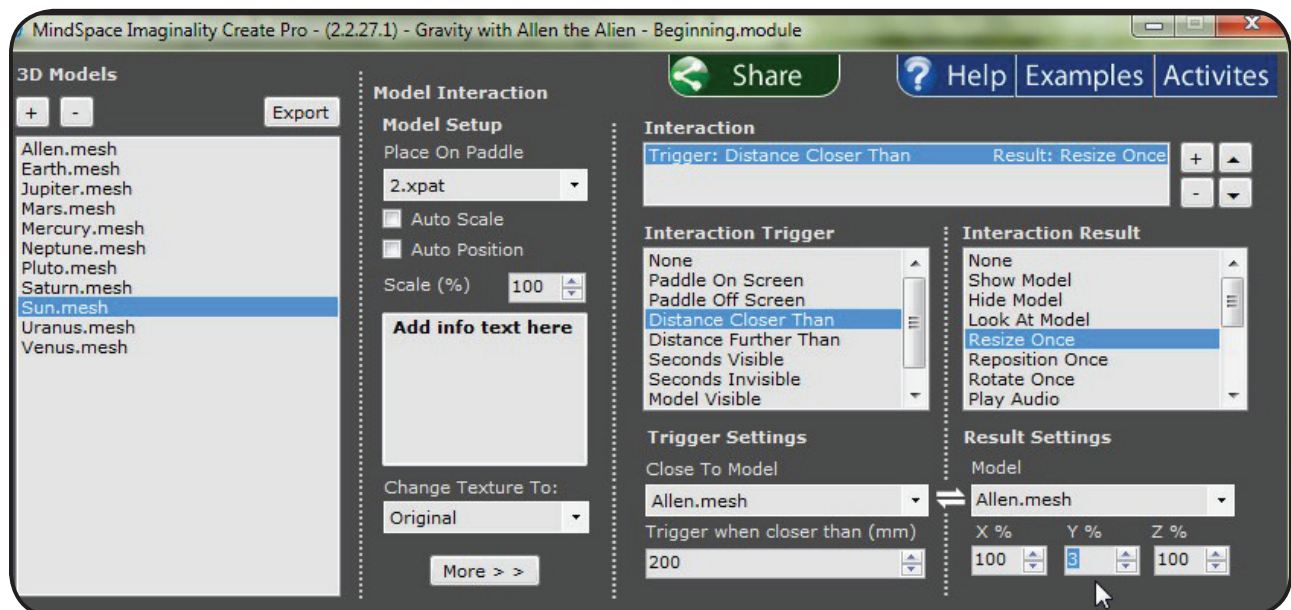 MindSpace Imaginality Create Pro - (2.2.27.1) - Gravity with Allen the Alien - Beginning.module
Share
? Help Examples Activites
3D Models
+ - Export
Allen.mesh
Earth.mesh
Jupiter.mesh
Mars.mesh
Mercury.mesh
Neptune.mesh
Pluto.mesh
Saturn.mesh
Sun.mesh
Uranus.mesh
Venus.mesh
Model Interaction
Model Setup
Place On Paddle
2.xpat
Auto Scale
Auto Position
Scale (%) 100
Add info text here
Change Texture To:
Original
More > >
Interaction
Trigger: Distance Closer Than Result: Resize Once
+
-
Interaction Trigger
None
Paddle On Screen
Paddle Off Screen
Distance Closer Than
Distance Further Than
Seconds Visible
Seconds Invisible
Model Visible
Interaction Result
None
Show Model
Hide Model
Look At Model
Resize Once
Reposition Once
Rotate Once
Play Audio
Trigger Settings
Close To Model
Allen.mesh
Trigger when closer than (mm)
200
Result Settings
Model
Allen.mesh
X % Y % Z %
100 3 100